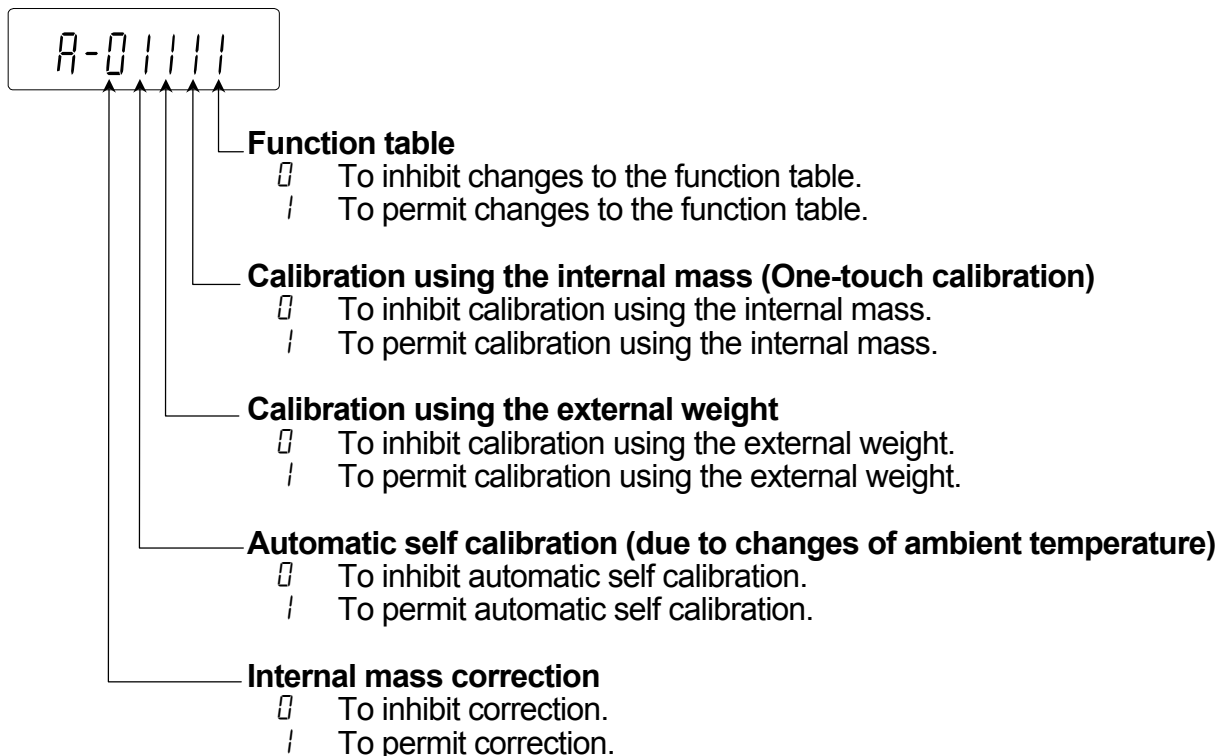 A-01111
Function table
0 To inhibit changes to the function table.
1 To permit changes to the function table.
Calibration using the internal mass (One-touch calibration)
0 To inhibit calibration using the internal mass.
1 To permit calibration using the internal mass.
Calibration using the external weight
0 To inhibit calibration using the external weight.
1 To permit calibration using the external weight.
Automatic self calibration (due to changes of ambient temperature)
0 To inhibit automatic self calibration.
1 To permit automatic self calibration.
Internal mass correction
0 To inhibit correction.
1 To permit correction.